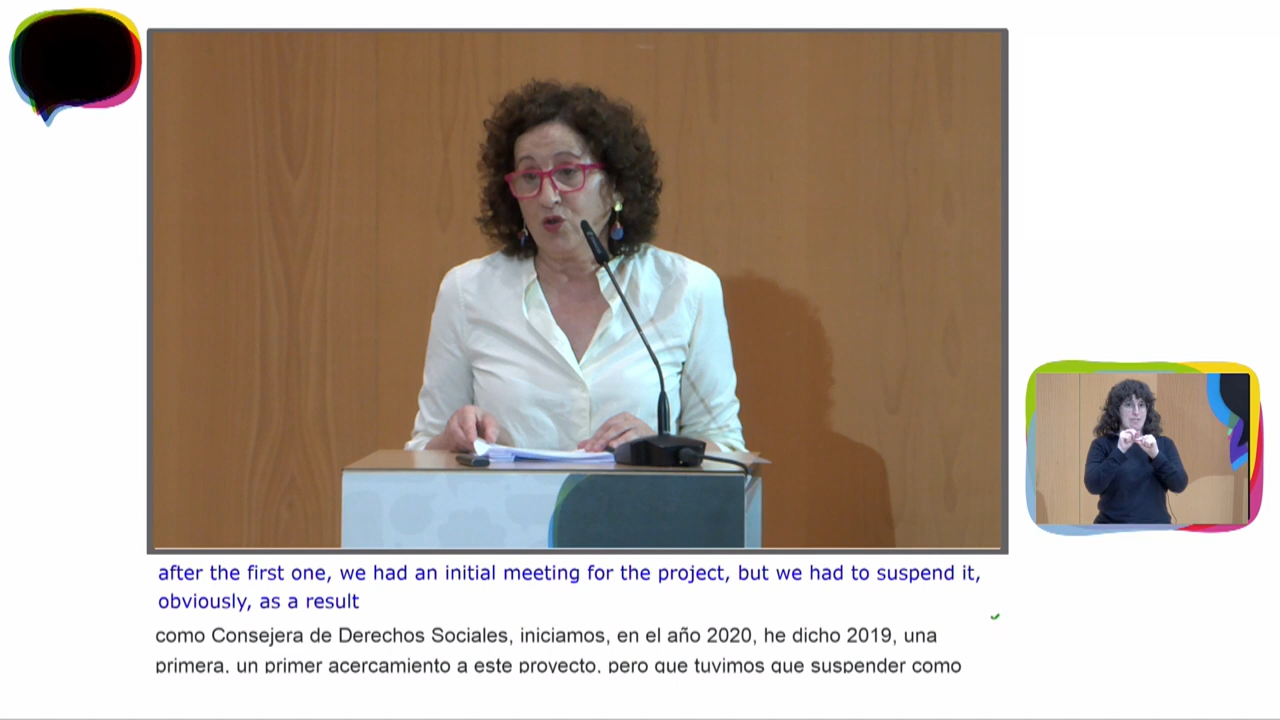 after the first one, we had an initial meeting for the project, but we had to suspend it,
obviously, as a result
como Consejera de Derechos Sociales, iniciamos, en el año 2020, he dicho 2019, una
primera, un primer acercamiento a este proyecto, pero que tuvimos que suspender como